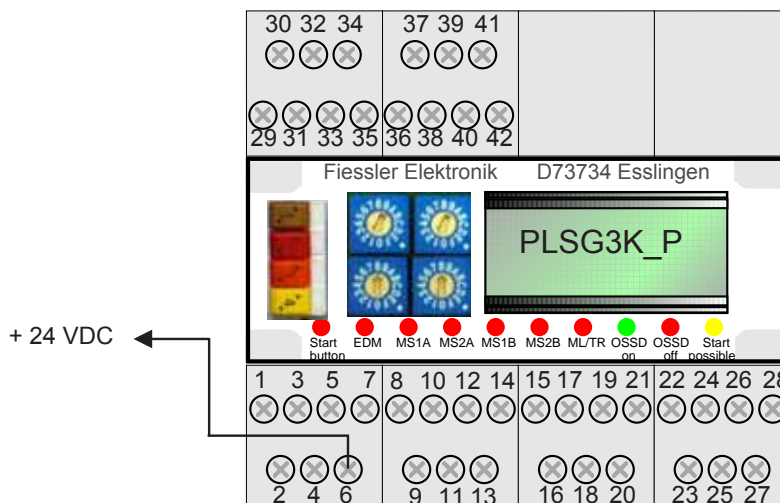 30 32 34 37 39 41
29 31 33 35 36 38 40 42
Fiessler Elektronik D73734 Esslingen
PLSG3K_P
+ 24 VDC
Start button EDM MS1A MS2A MS1B MS2B ML/TR OSSD on OSSD off Start possible
1 3 5 7 8 10 12 14 15 17 19 21 22 24 26 28
2 4 6 9 11 13 16 18 20 23 25 27